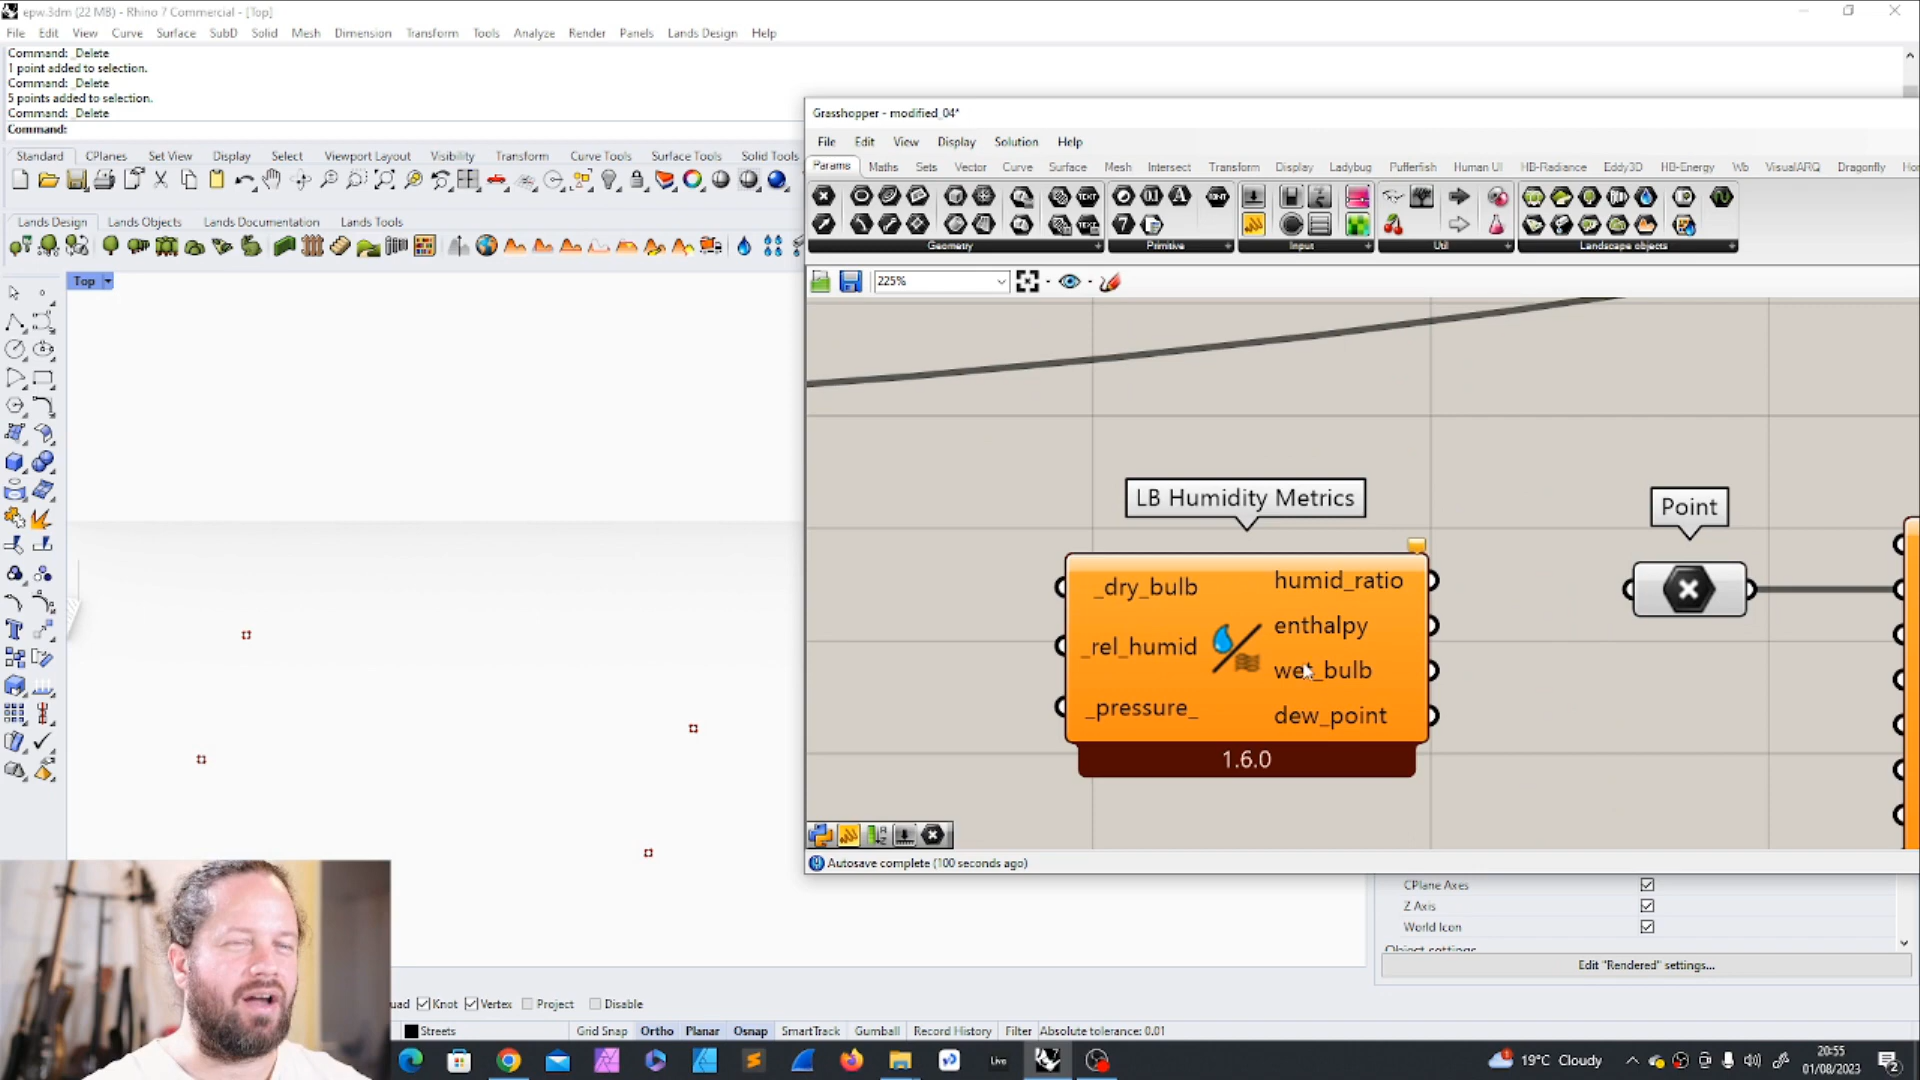 epw.3dm (22 MB) - Rhino 7 Commercial - [Top]
File Edit View Curve Surface SubD Solid Mesh Dimension Transform Tools Analyze Render Panels Lands Design Help
Command: _Delete
1 point added to selection.
Command: _Delete
5 points added to selection.
Command: _Delete
Command:
Standard CPlanes Set View Display Select Viewport Layout Visibility Transform Curve Tools Surface Tools Solid Tools
Lands Design Lands Objects Lands Documentation Lands Tools
Top
Grasshopper - modified_04*
File Edit View Display Solution Help
Params Maths Sets Vector Curve Surface Mesh Intersect Transform Display Ladybug Pufferfish Human UI HB-Radiance Eddy3D HB-Energy Wb VisualARQ Dragonfly
Geometry Primitive Input Util Landscape objects
225%
LB Humidity Metrics
Point
_dry_bulb
_rel_humid
_pressure_
humid_ratio
enthalpy
wet_bulb
dew_point
1.6.0
Autosave complete (100 seconds ago)
CPlane Axes
Z Axis
World Icon
Object settings
Edit "Rendered" settings...
Knot Vertex Project Disable
Streets Grid Snap Ortho Planar Osnap SmartTrack Gumball Record History Filter Absolute tolerance: 0.01
Live
19°C Cloudy
20:55
01/08/2023
2